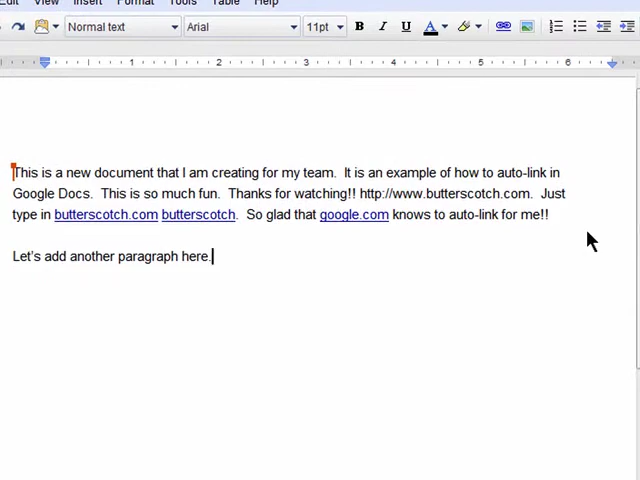 Edit View Insert Format Tools Table Help
Normal text Arial 11pt B I U A
1 2 3 4 5 6
This is a new document that I am creating for my team.  It is an example of how to auto-link in
Google Docs.  This is so much fun.  Thanks for watching!! http://www.butterscotch.com.  Just
type in butterscotch.com butterscotch.  So glad that google.com knows to auto-link for me!!
Let's add another paragraph here.